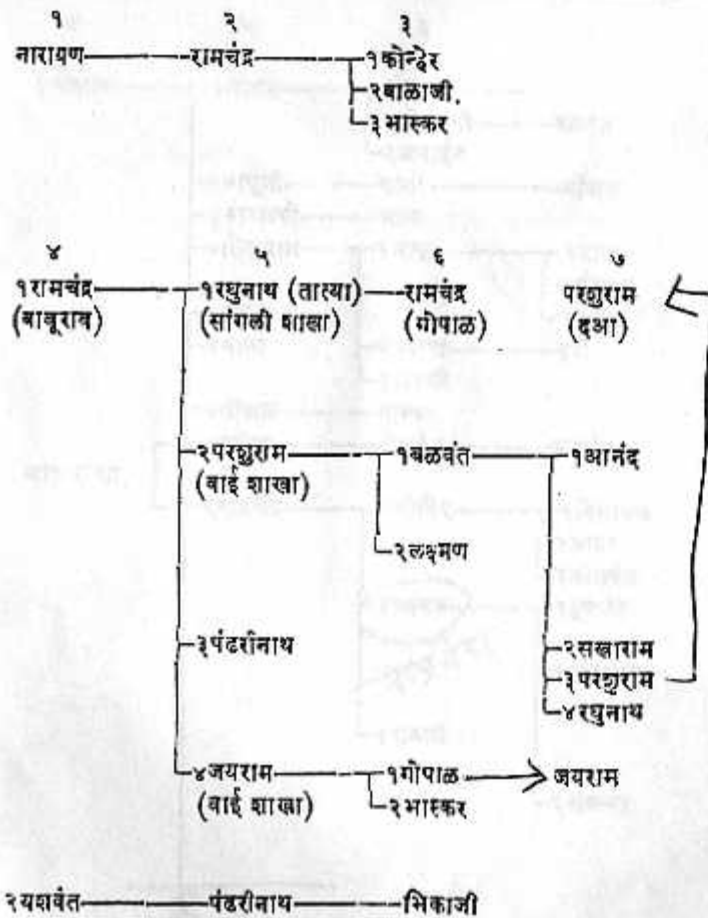 १ २ ३
नारायण रामचंद्र १कोन्हेर
२बाळाजी.
३भास्कर
४ ५ ६ ७
१रामचंद्र १रघुनाथ (तात्या) रामचंद्र परशुराम
(बाबूराव) (सांगली शाखा) (गोपाळ) (दआ)
२परशुराम १बळवंत १आनंद
(वाई शाखा)
२लक्ष्मण
३पंढरीनाथ २सखाराम
३परशुराम
४रघुनाथ
४जयराम १गोपाळ जयराम
(वाई शाखा) २भास्कर
२यशवंत पंढरीनाथ भिकाजी